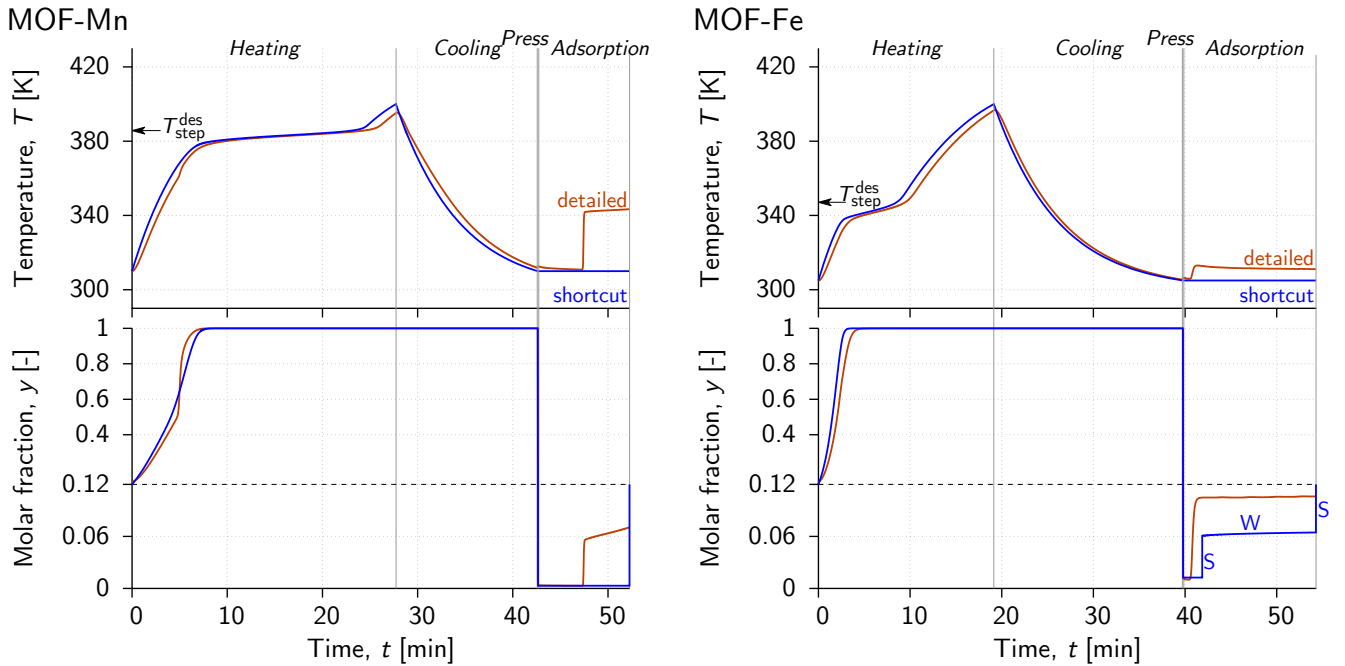 MOF-Mn
Heating
Cooling
Press
Adsorption
Temperature, T [K]
420
380
340
300
T_step^des
detailed
shortcut
Molar fraction, y [-]
1
0.8
0.6
0.4
0.12
0.06
0
0 10 20 30 40 50
Time, t [min]
MOF-Fe
Heating
Cooling
Press
Adsorption
Temperature, T [K]
420
380
340
300
T_step^des
detailed
shortcut
Molar fraction, y [-]
1
0.8
0.6
0.4
0.12
0.06
0
S
W
S
0 10 20 30 40 50
Time, t [min]